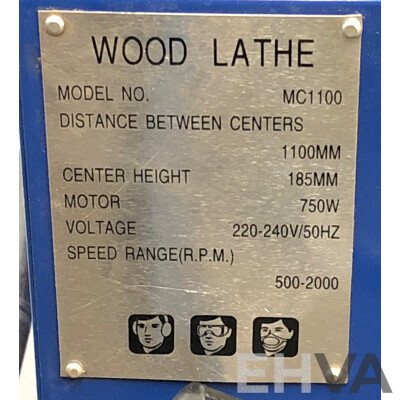 WOOD LATHE
MODEL NO. MC1100
DISTANCE BETWEEN CENTERS
1100MM
CENTER HEIGHT 185MM
MOTOR 750W
VOLTAGE 220-240V/50HZ
SPEED RANGE(R.P.M.)
500-2000
EHVA